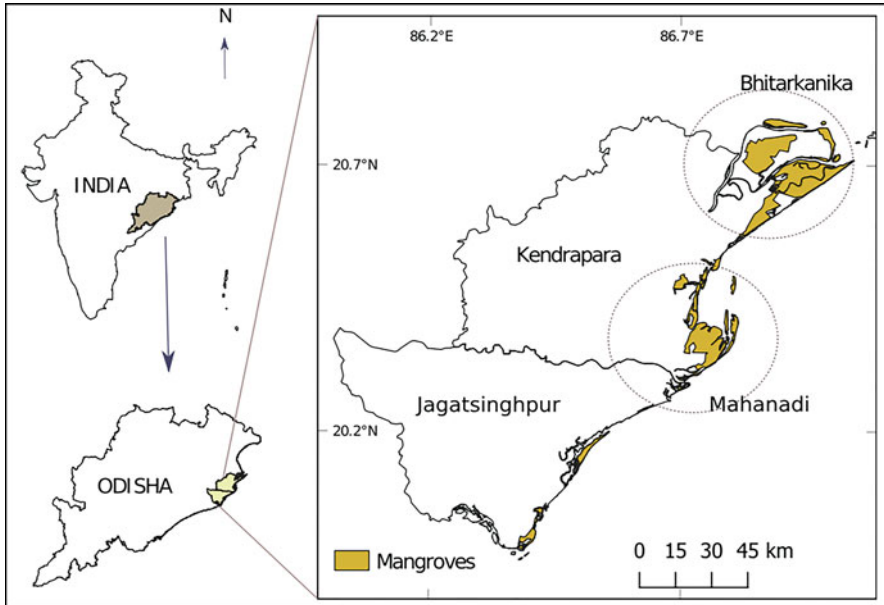 N
INDIA
ODISHA
86.2°E
86.7°E
Bhitarkanika
20.7°N
Kendrapara
Jagatsinghpur
Mahanadi
20.2°N
Mangroves
0 15 30 45 km